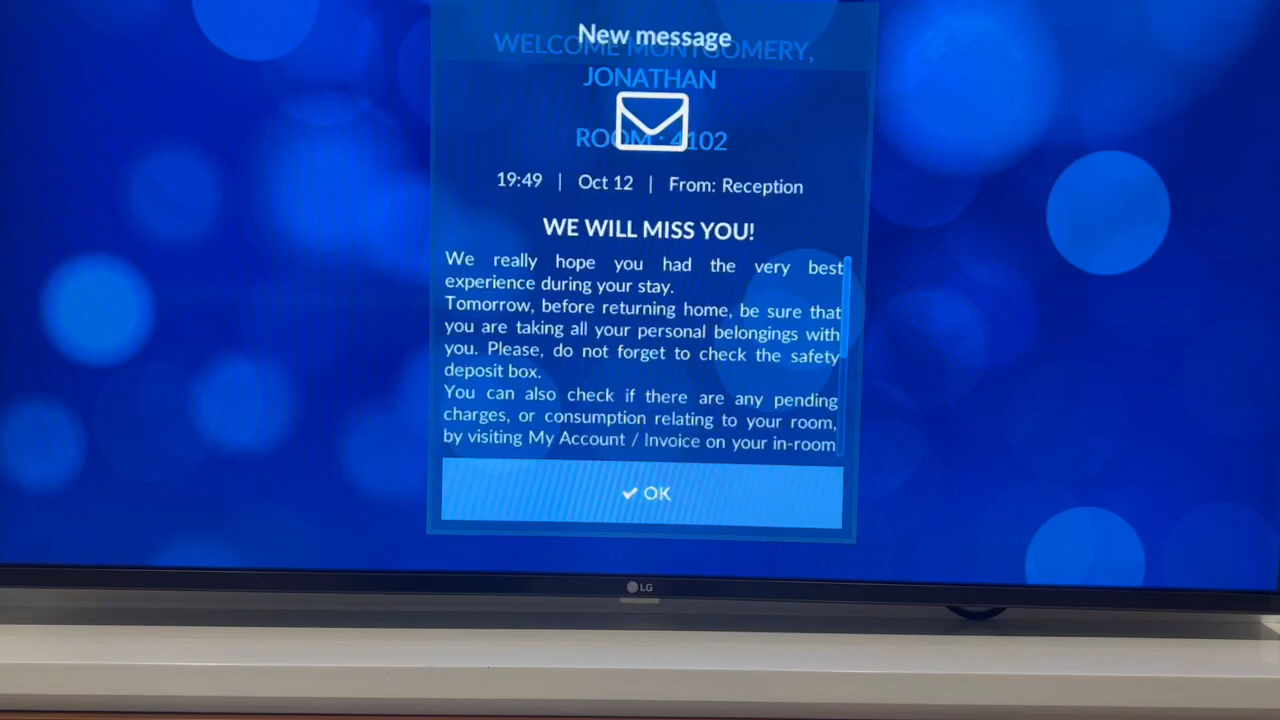 New message
WELCOME MONTGOMERY,
JONATHAN
ROOM : 4102
19:49 | Oct 12 | From: Reception
WE WILL MISS YOU!
We really hope you had the very best
experience during your stay.
Tomorrow, before returning home, be sure that
you are taking all your personal belongings with
you. Please, do not forget to check the safety
deposit box.
You can also check if there are any pending
charges, or consumption relating to your room,
by visiting My Account / Invoice on your in-room
OK
LG